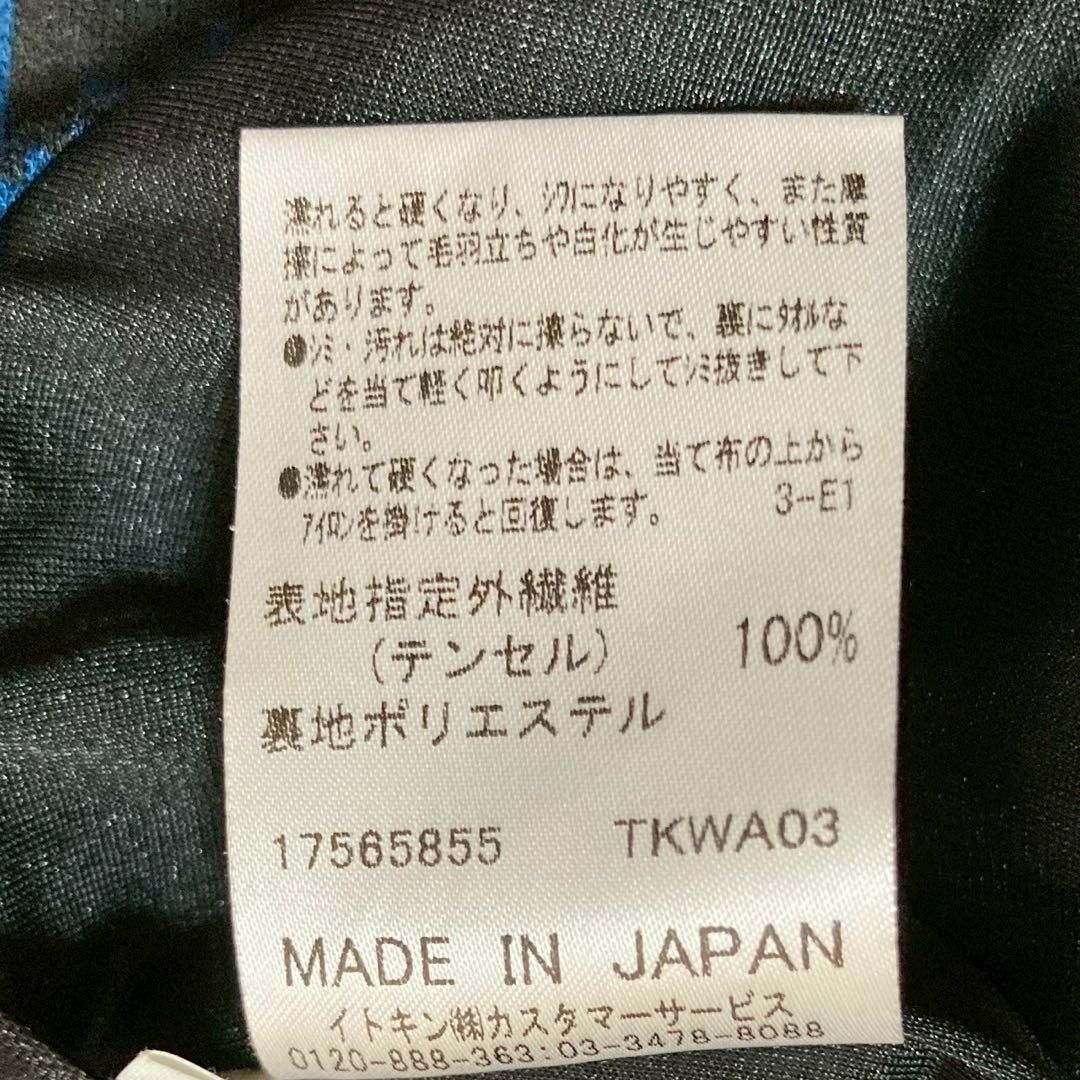 濡れると硬くなり、ｼﾜになりやすく、また摩
擦によって毛羽立ちや白化が生じやすい性質
があります。
●ｼﾐ・汚れは絶対に擦らないで、裏にﾀｵﾙな
どを当て軽く叩くようにしてｼﾐ抜きして下
さい。
●濡れて硬くなった場合は、当て布の上から
ｱｲﾛﾝを掛けると回復します。 3-E1
表地指定外繊維
(テンセル) 100%
裏地ポリエステル
17565855 TKWA03
MADE IN JAPAN
イトキン㈱カスタマーサービス
0120-888-363:03-3478-8088